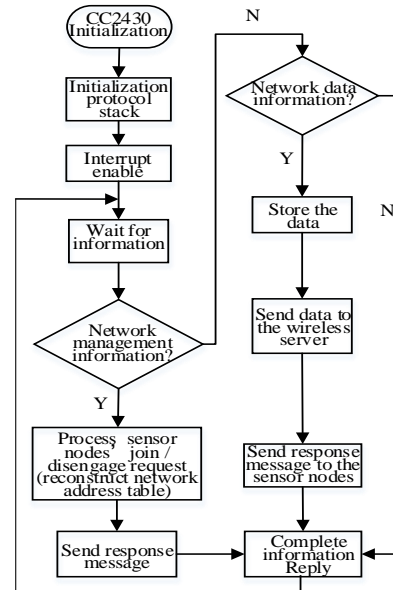 CC2430
Initialization
Initialization
protocol
stack
Interrupt
enable
Wait for
information
Network
management
information?
Y
Process sensor
nodes' join /
disengage request
(reconstruct network
address table)
Send response
message
N
Network data
information?
Y
N
Store the
data
Send data to
the wireless
server
Send response
message to the
sensor nodes
Complete
information
Reply